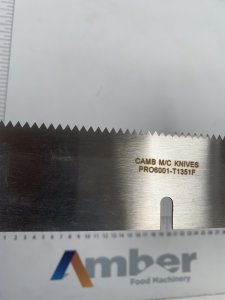 CAMB M/C KNIVES
PRO6001-T1351F
Amber
Food Machinery